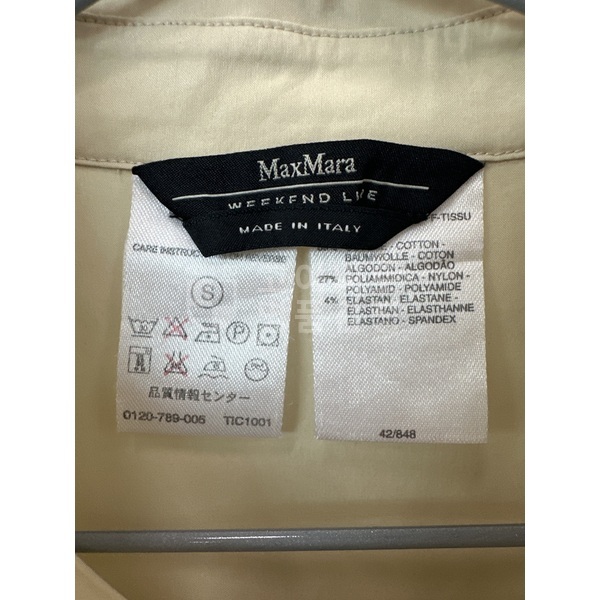 MaxMara
WEEKEND LINE
MADE IN ITALY
CARE INSTRUC REVERSE
S
30
P
品質情報センター
0120-789-005 TIC1001
F-TISSU
- COTTON -
BAUMWOLLE - COTON
ALGODON - ALGODÃO
27% POLIAMMIDICA - NYLON -
POLYAMID - POLYAMIDE
4% ELASTAN - ELASTANE -
ELASTHAN - ELASTHANNE
ELASTANO - SPANDEX
42/848